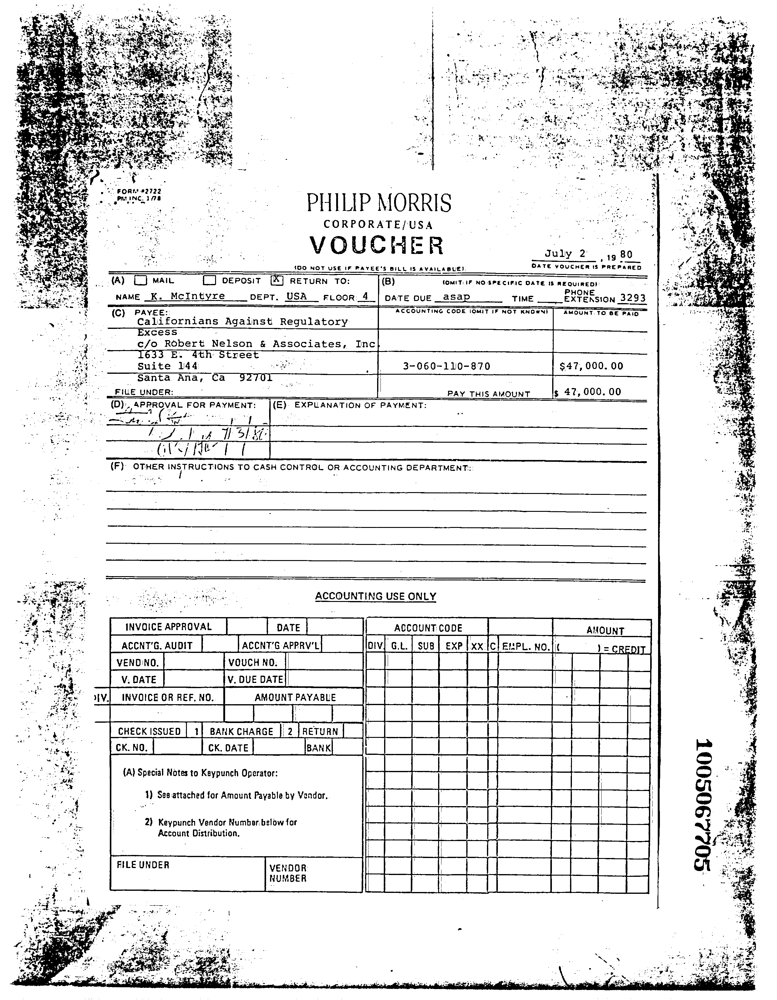 FORM #2722
PM INC. 1/78
PHILIP MORRIS
CORPORATE/USA
VOUCHER
July 2, 19 80
(DO NOT USE IF PAYEE'S BILL IS AVAILABLE)
DATE VOUCHER IS PREPARED
(A) MAIL DEPOSIT X RETURN TO: (B) (OMIT IF NO SPECIFIC DATE IS REQUIRED)
NAME K. McIntyre DEPT. USA FLOOR 4 DATE DUE asap TIME PHONE EXTENSION 3293
(C) PAYEE: ACCOUNTING CODE (OMIT IF NOT KNOWN) AMOUNT TO BE PAID
Californians Against Regulatory
Excess
c/o Robert Nelson & Associates, Inc
1633 E. 4th Street
Suite 144 3-060-110-870 $47,000.00
Santa Ana, Ca 92701
FILE UNDER: PAY THIS AMOUNT $ 47,000.00
(D) APPROVAL FOR PAYMENT: (E) EXPLANATION OF PAYMENT:
(F) OTHER INSTRUCTIONS TO CASH CONTROL OR ACCOUNTING DEPARTMENT:
ACCOUNTING USE ONLY
INVOICE APPROVAL DATE ACCOUNT CODE AMOUNT
ACCNT'G. AUDIT ACCNT'G APPRV'L DIV. G.L. SUB EXP XX C EMPL. NO. ( ) = CREDIT
VEND NO. VOUCH NO.
V. DATE V. DUE DATE
DIV. INVOICE OR REF. NO. AMOUNT PAYABLE
CHECK ISSUED 1 BANK CHARGE 2 RETURN
CK. NO. CK. DATE BANK
(A) Special Notes to Keypunch Operator:
1) See attached for Amount Payable by Vendor.
2) Keypunch Vendor Number below for
Account Distribution.
FILE UNDER VENDOR
NUMBER
1005067705